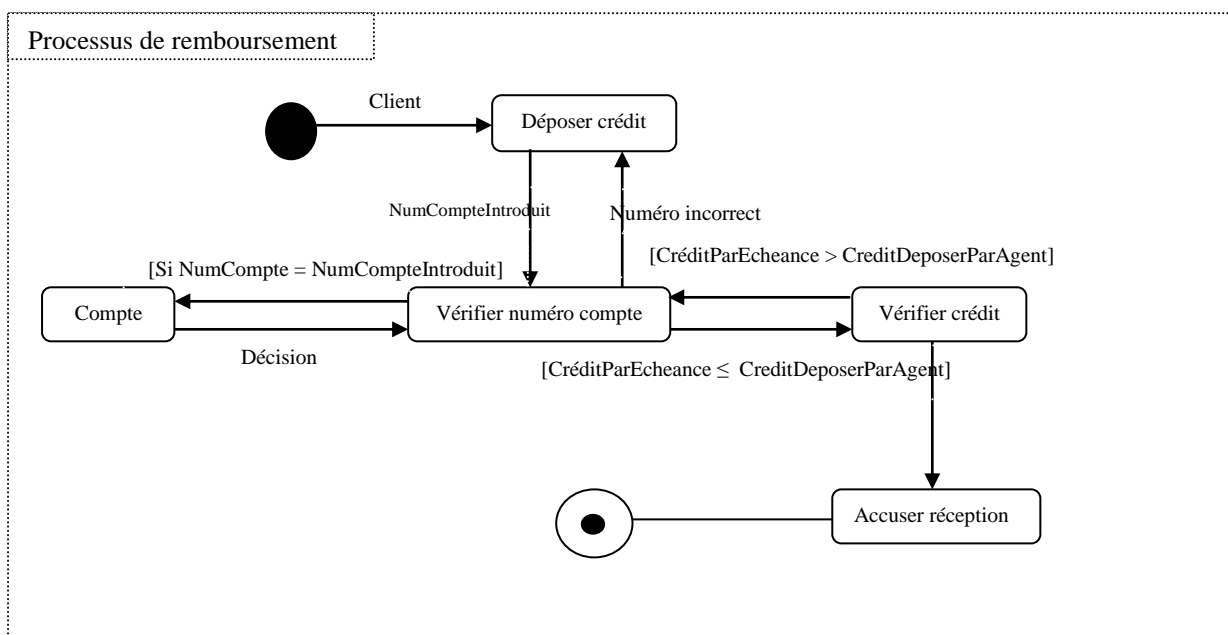 Processus de remboursement
Client
Déposer crédit
NumCompteIntroduit
Numéro incorrect
[CréditParEcheance > CreditDeposerParAgent]
[Si NumCompte = NumCompteIntroduit]
Compte
Vérifier numéro compte
Vérifier crédit
Décision
[CréditParEcheance ≤ CreditDeposerParAgent]
Accuser réception